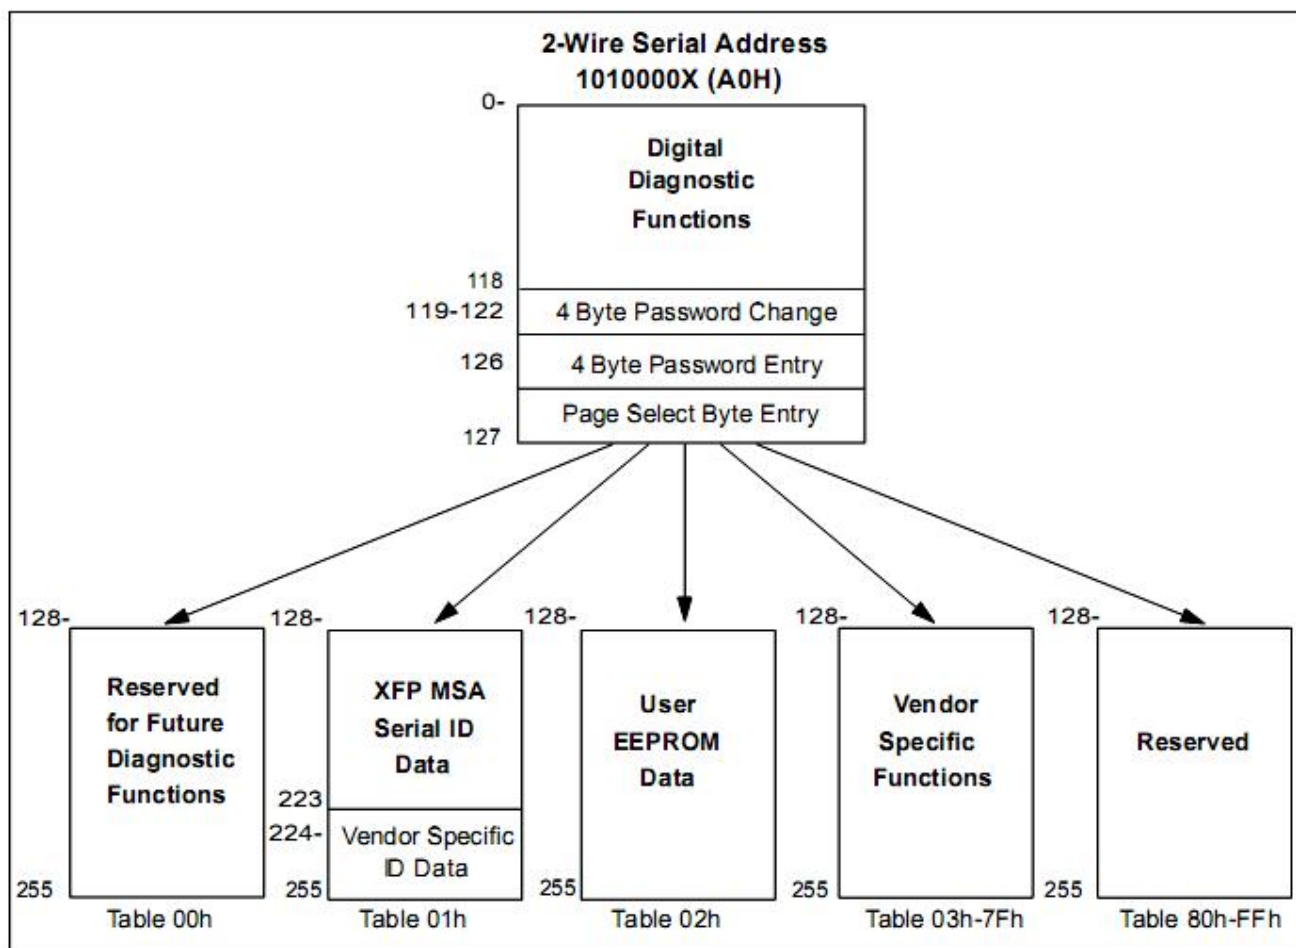 2-Wire Serial Address
1010000X (A0H)
0-
Digital
Diagnostic
Functions
118
119-122
4 Byte Password Change
126
4 Byte Password Entry
Page Select Byte Entry
127
128-
Reserved
for Future
Diagnostic
Functions
255
Table 00h
128-
XFP MSA
Serial ID
Data
223
224-
Vendor Specific
ID Data
255
Table 01h
128-
User
EEPROM
Data
255
Table 02h
128-
Vendor
Specific
Functions
255
Table 03h-7Fh
128-
Reserved
255
Table 80h-FFh